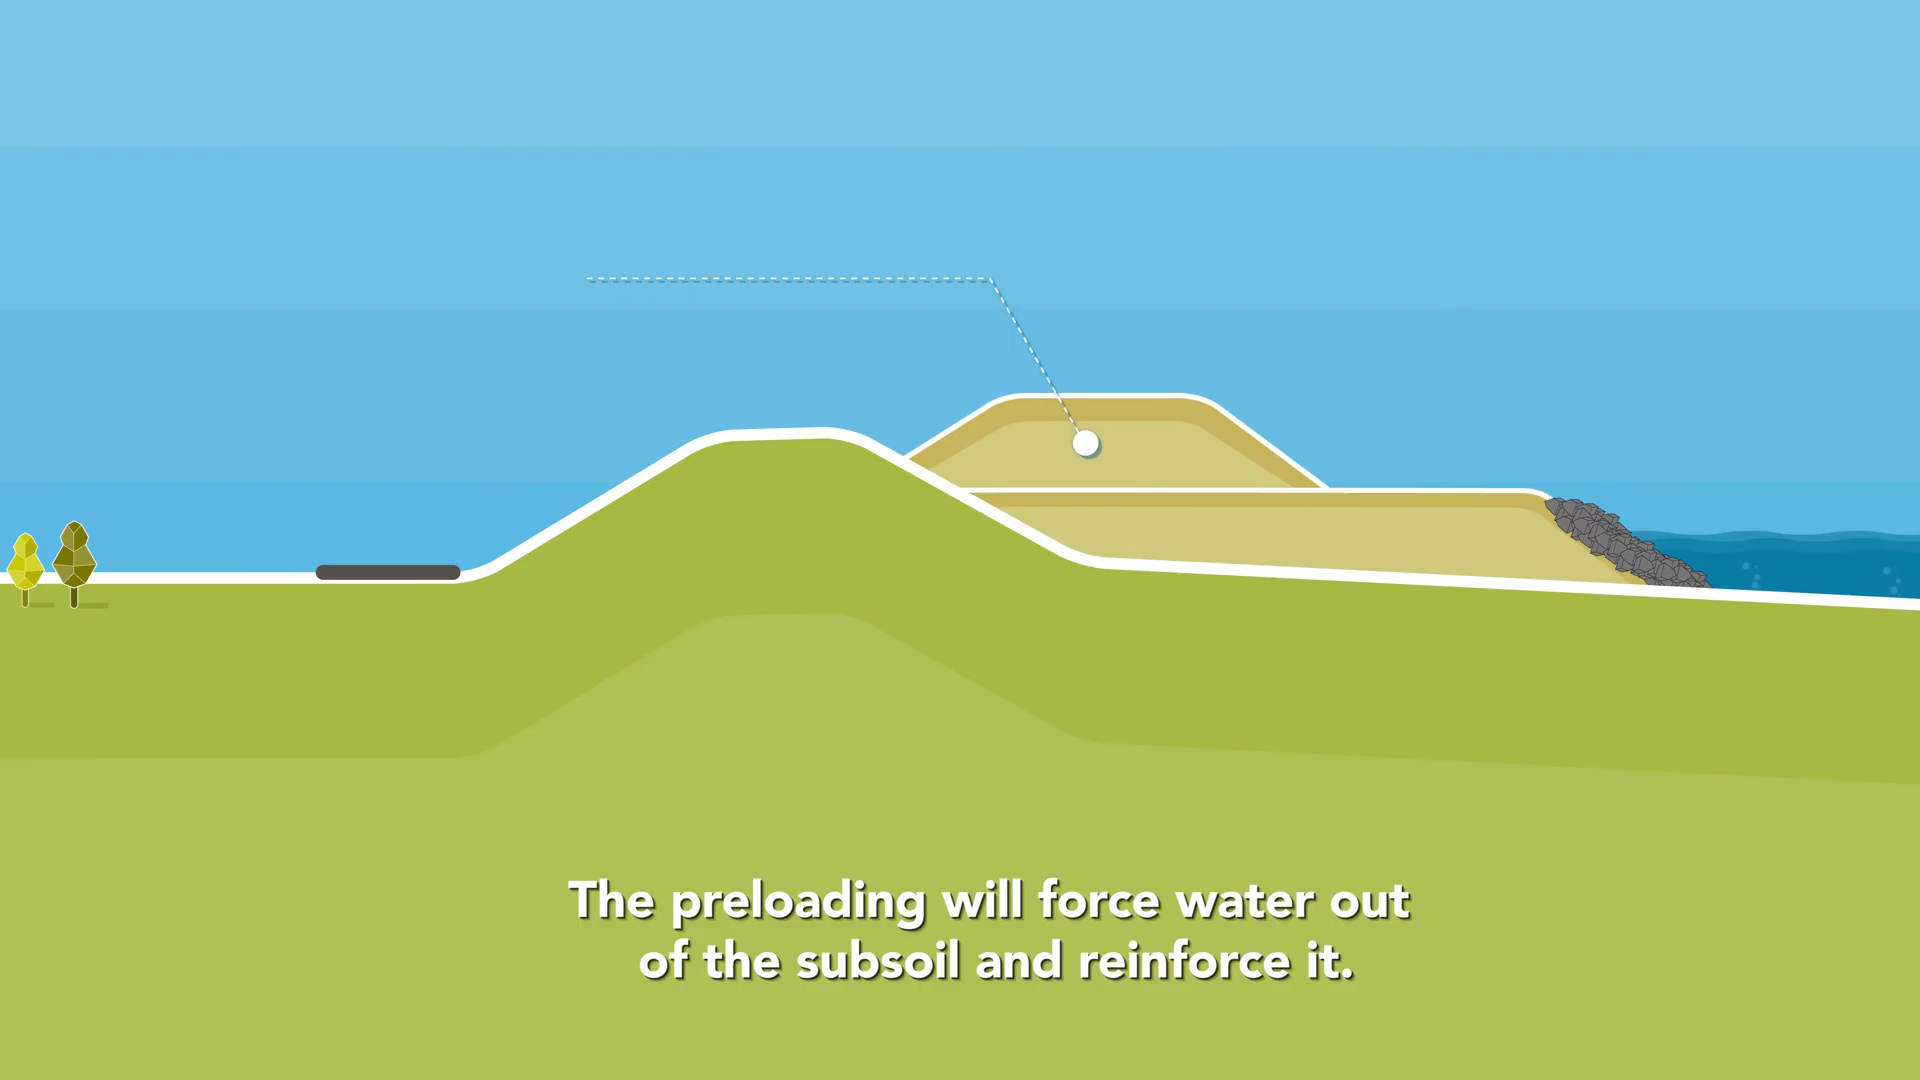 The preloading will force water out
of the subsoil and reinforce it.